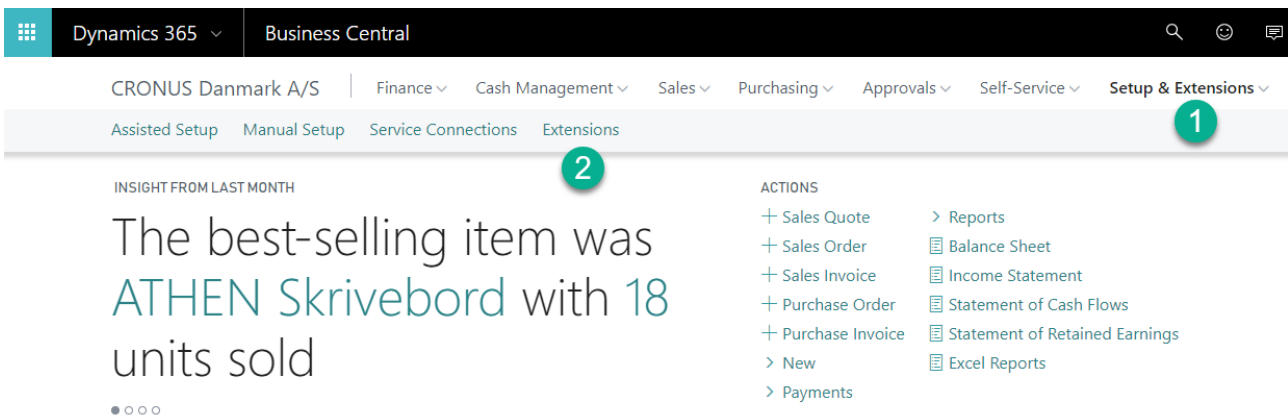 Dynamics 365 Business Central
CRONUS Danmark A/S Finance Cash Management Sales Purchasing Approvals Self-Service Setup & Extensions
1
Assisted Setup Manual Setup Service Connections Extensions
2
INSIGHT FROM LAST MONTH
The best-selling item was
ATHEN Skrivebord with 18
units sold
ACTIONS
+ Sales Quote > Reports
+ Sales Order Balance Sheet
+ Sales Invoice Income Statement
+ Purchase Order Statement of Cash Flows
+ Purchase Invoice Statement of Retained Earnings
> New Excel Reports
> Payments